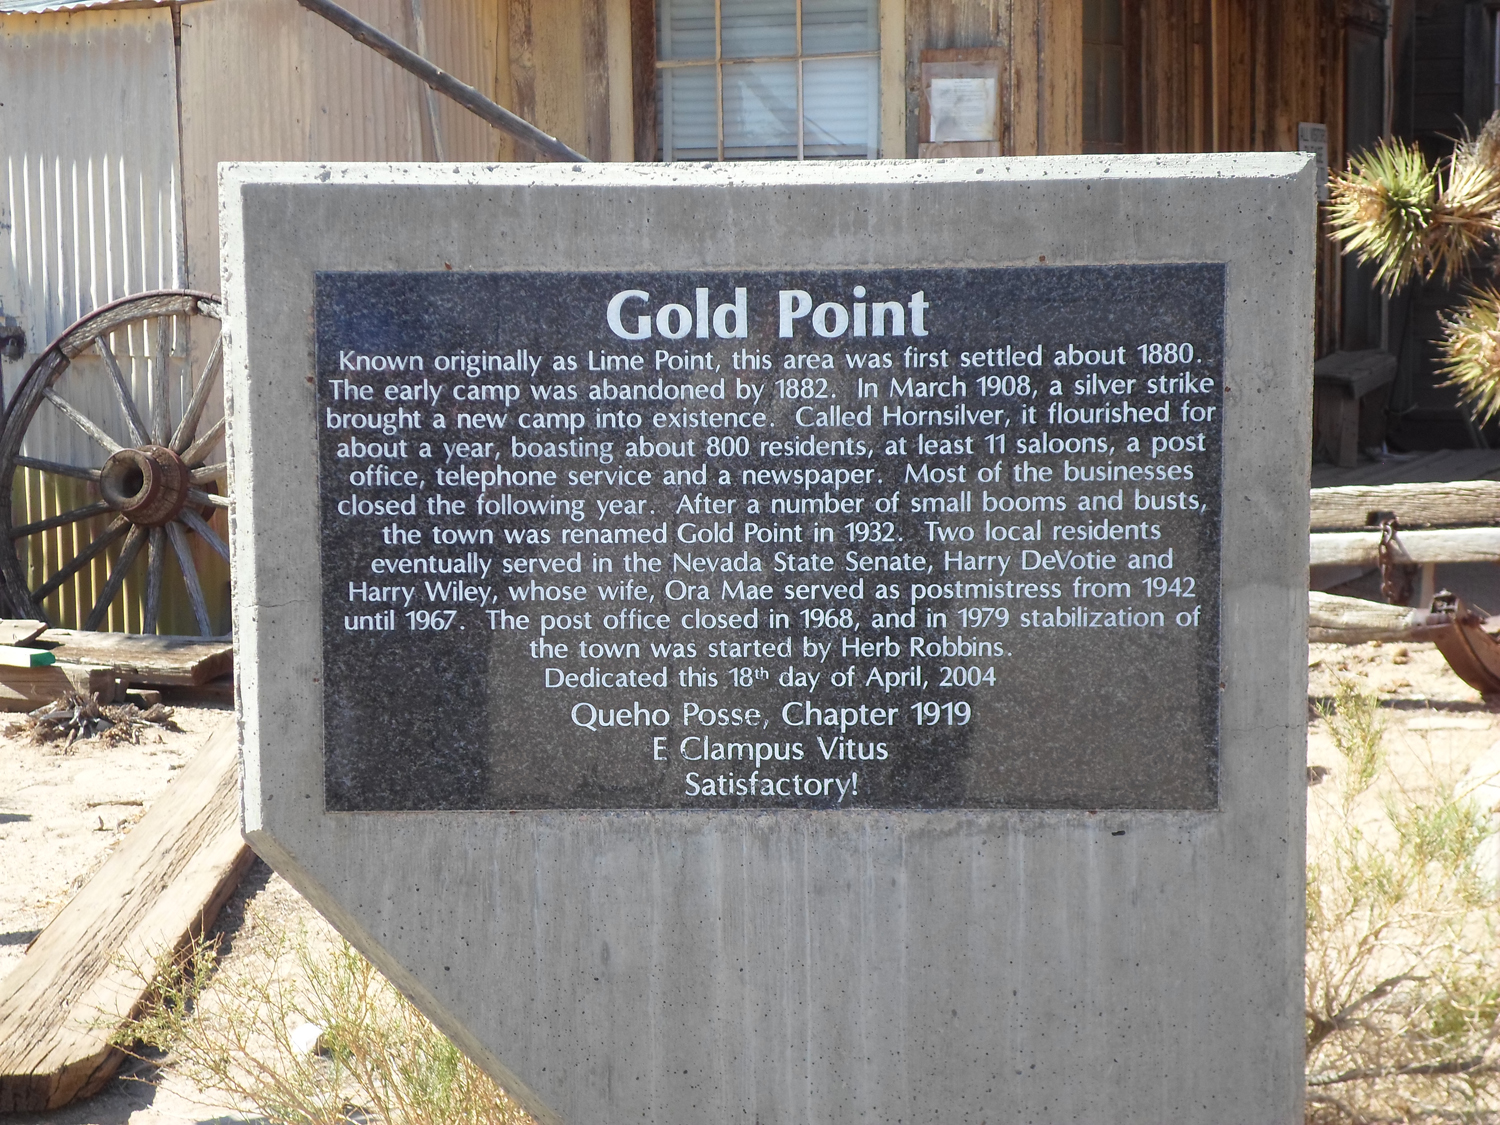 Gold Point
Known originally as Lime Point, this area was first settled about 1880.
The early camp was abandoned by 1882. In March 1908, a silver strike
brought a new camp into existence. Called Hornsilver, it flourished for
about a year, boasting about 800 residents, at least 11 saloons, a post
office, telephone service and a newspaper. Most of the businesses
closed the following year. After a number of small booms and busts,
the town was renamed Gold Point in 1932. Two local residents
eventually served in the Nevada State Senate, Harry DeVotie and
Harry Wiley, whose wife, Ora Mae served as postmistress from 1942
until 1967. The post office closed in 1968, and in 1979 stabilization of
the town was started by Herb Robbins.
Dedicated this 18th day of April, 2004
Queho Posse, Chapter 1919
E Clampus Vitus
Satisfactory!